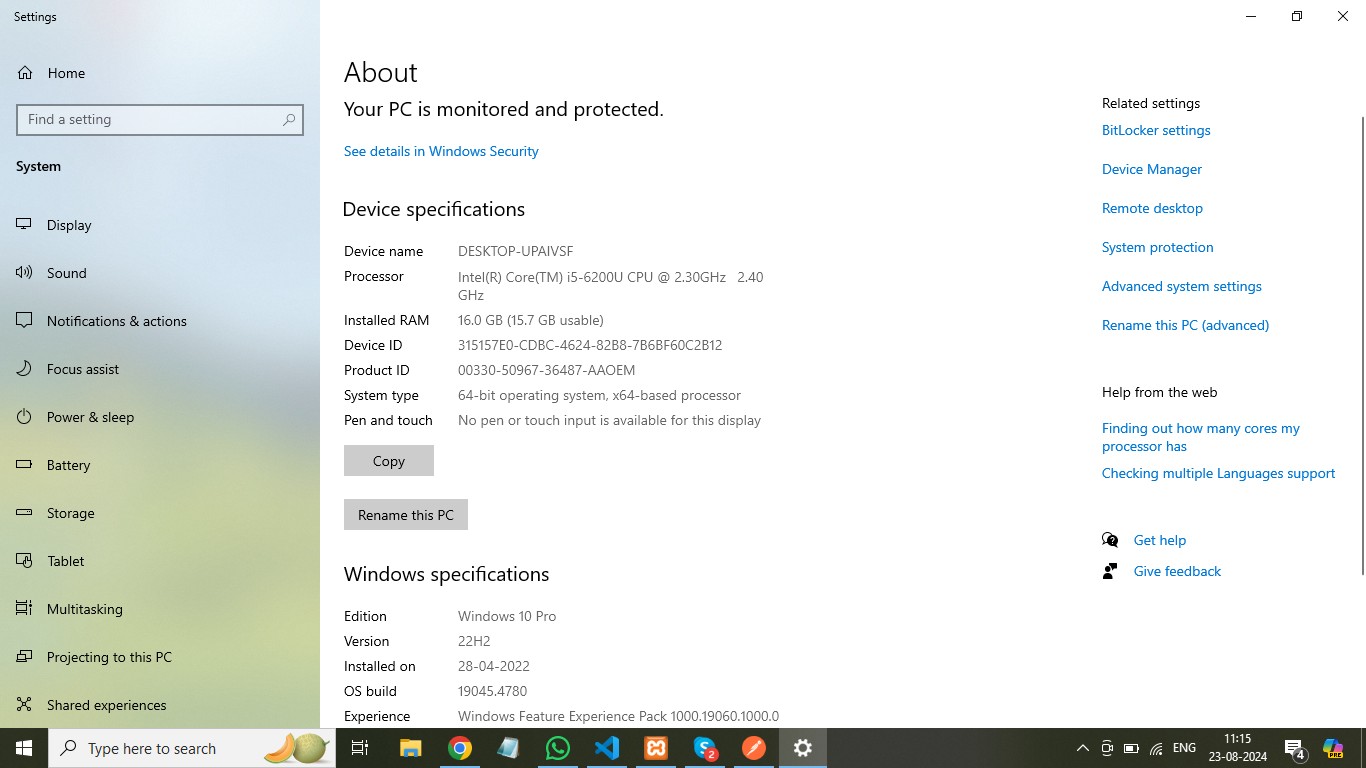 Settings
Home
Find a setting
System
Display
Sound
Notifications & actions
Focus assist
Power & sleep
Battery
Storage
Tablet
Multitasking
Projecting to this PC
Shared experiences
About
Your PC is monitored and protected.
See details in Windows Security
Device specifications
Device name DESKTOP-UPAIVSF
Processor Intel(R) Core(TM) i5-6200U CPU @ 2.30GHz 2.40
GHz
Installed RAM 16.0 GB (15.7 GB usable)
Device ID 315157E0-CDBC-4624-82B8-7B6BF60C2B12
Product ID 00330-50967-36487-AAOEM
System type 64-bit operating system, x64-based processor
Pen and touch No pen or touch input is available for this display
Copy
Rename this PC
Windows specifications
Edition Windows 10 Pro
Version 22H2
Installed on 28-04-2022
OS build 19045.4780
Experience Windows Feature Experience Pack 1000.19060.1000.0
Related settings
BitLocker settings
Device Manager
Remote desktop
System protection
Advanced system settings
Rename this PC (advanced)
Help from the web
Finding out how many cores my
processor has
Checking multiple Languages support
Get help
Give feedback
Type here to search
2
ENG
11:15
23-08-2024
4
PRE